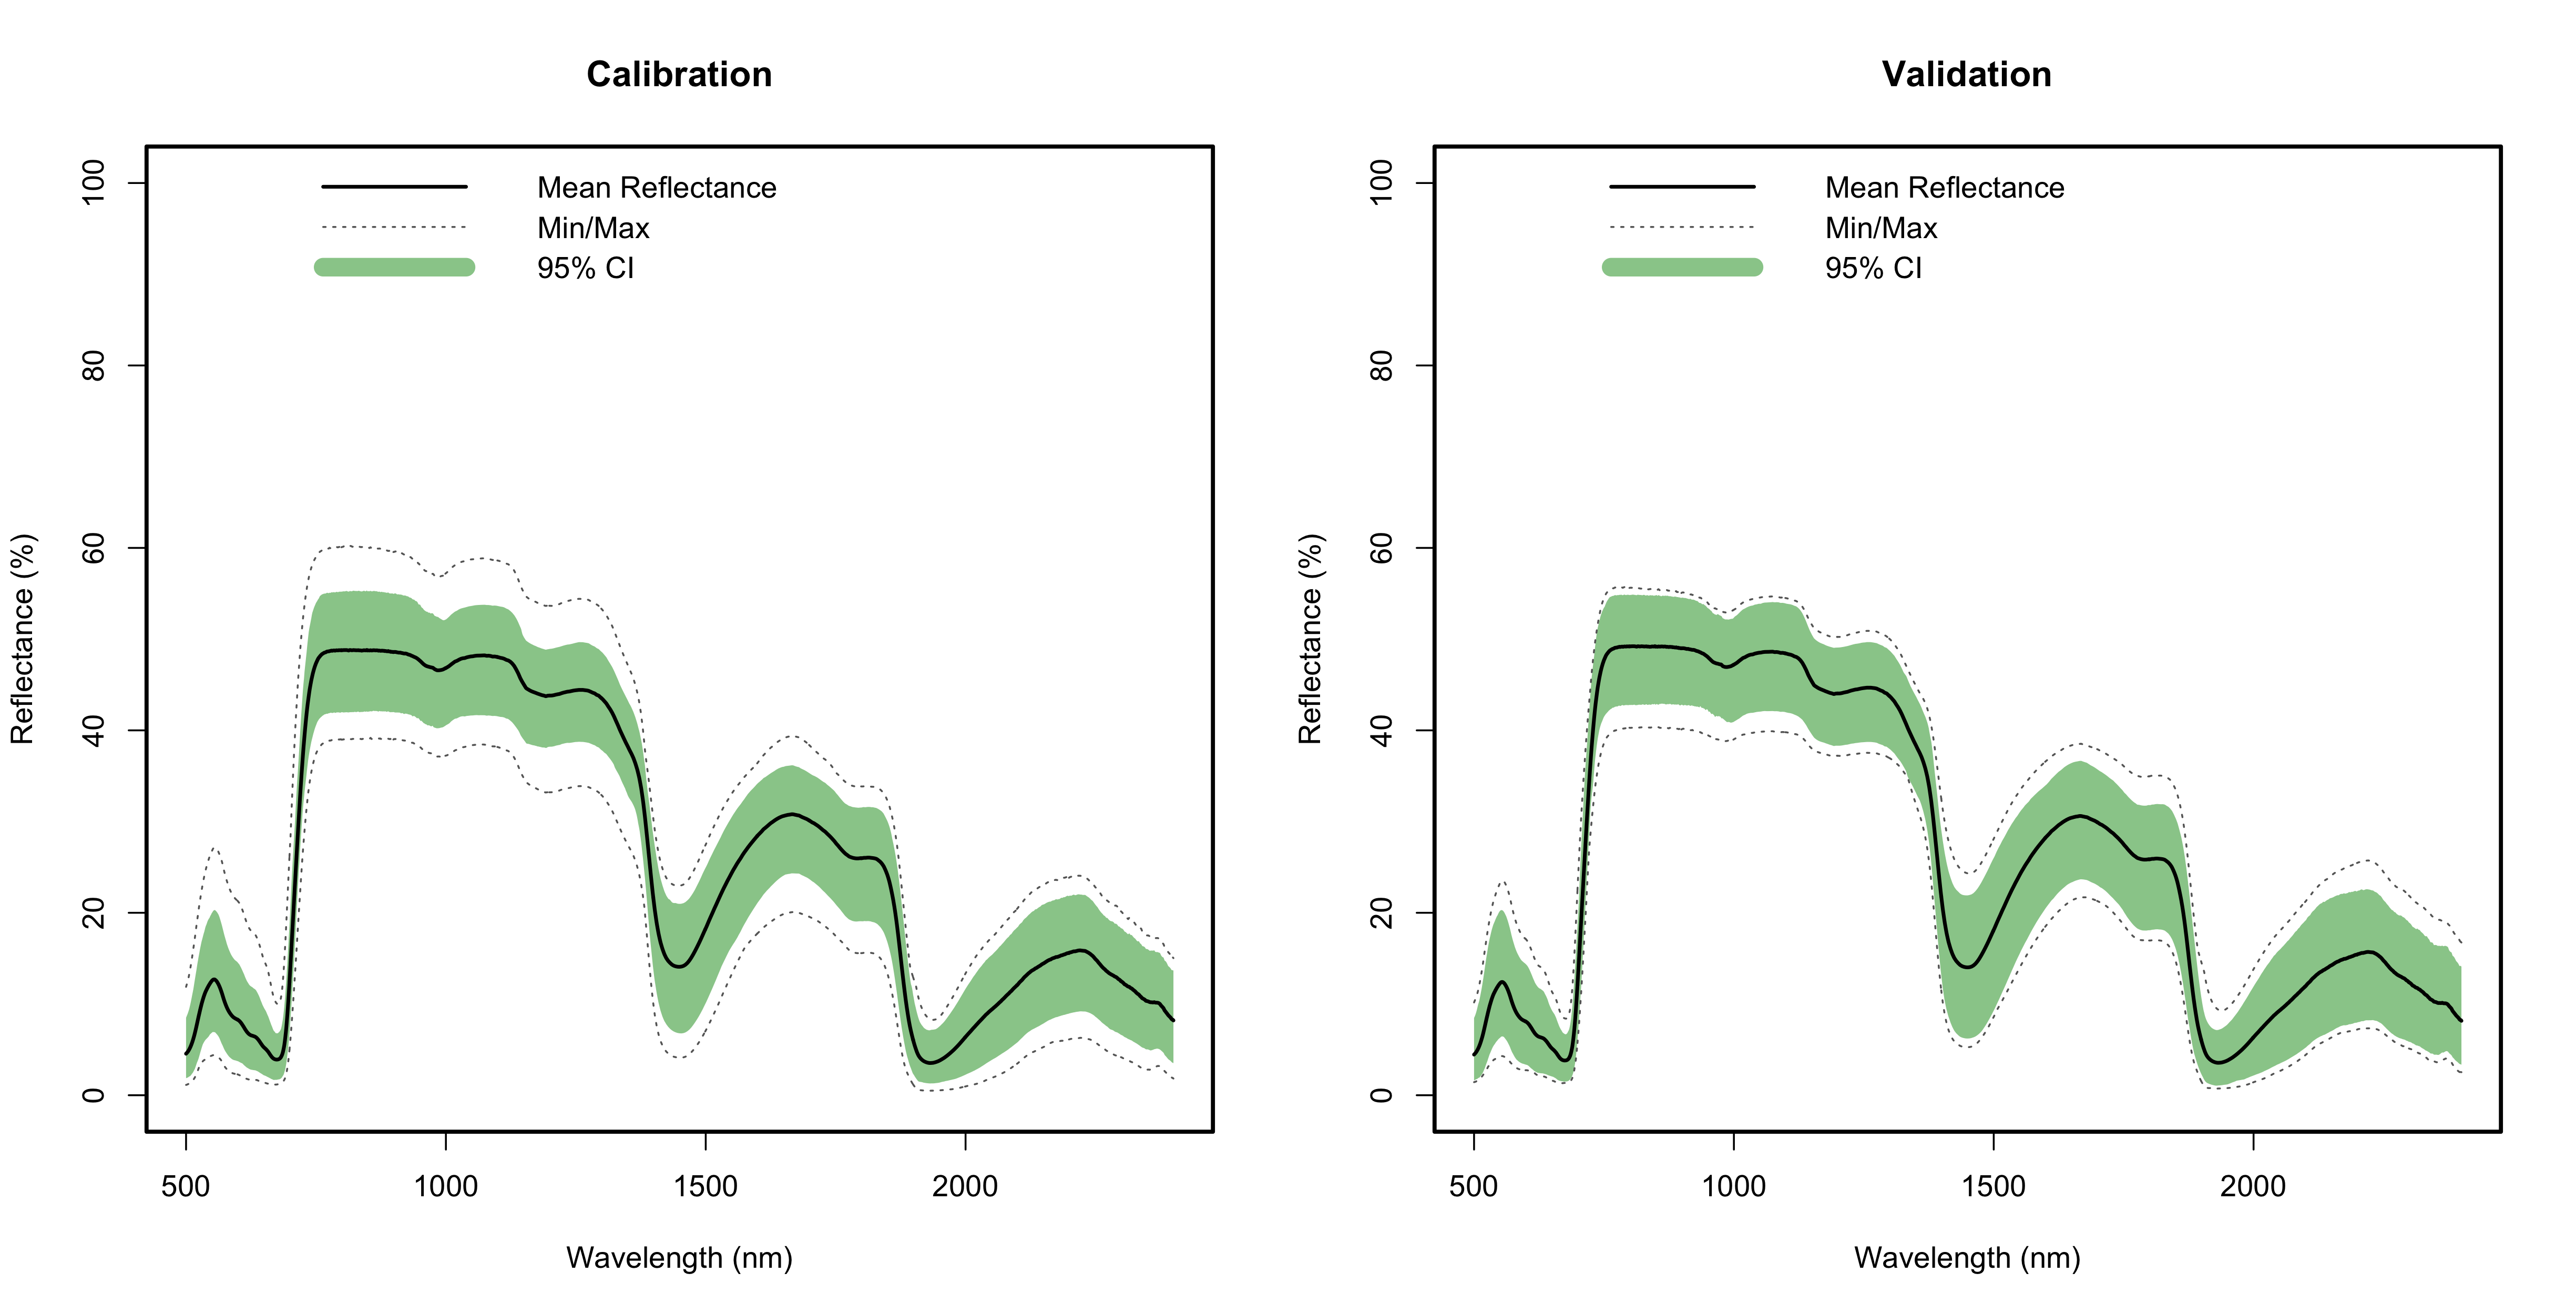 Calibration
Mean Reflectance
Min/Max
95% CI
Reflectance (%)
100
80
60
40
20
0
500 1000 1500 2000
Wavelength (nm)
Validation
Mean Reflectance
Min/Max
95% CI
Reflectance (%)
100
80
60
40
20
0
500 1000 1500 2000
Wavelength (nm)